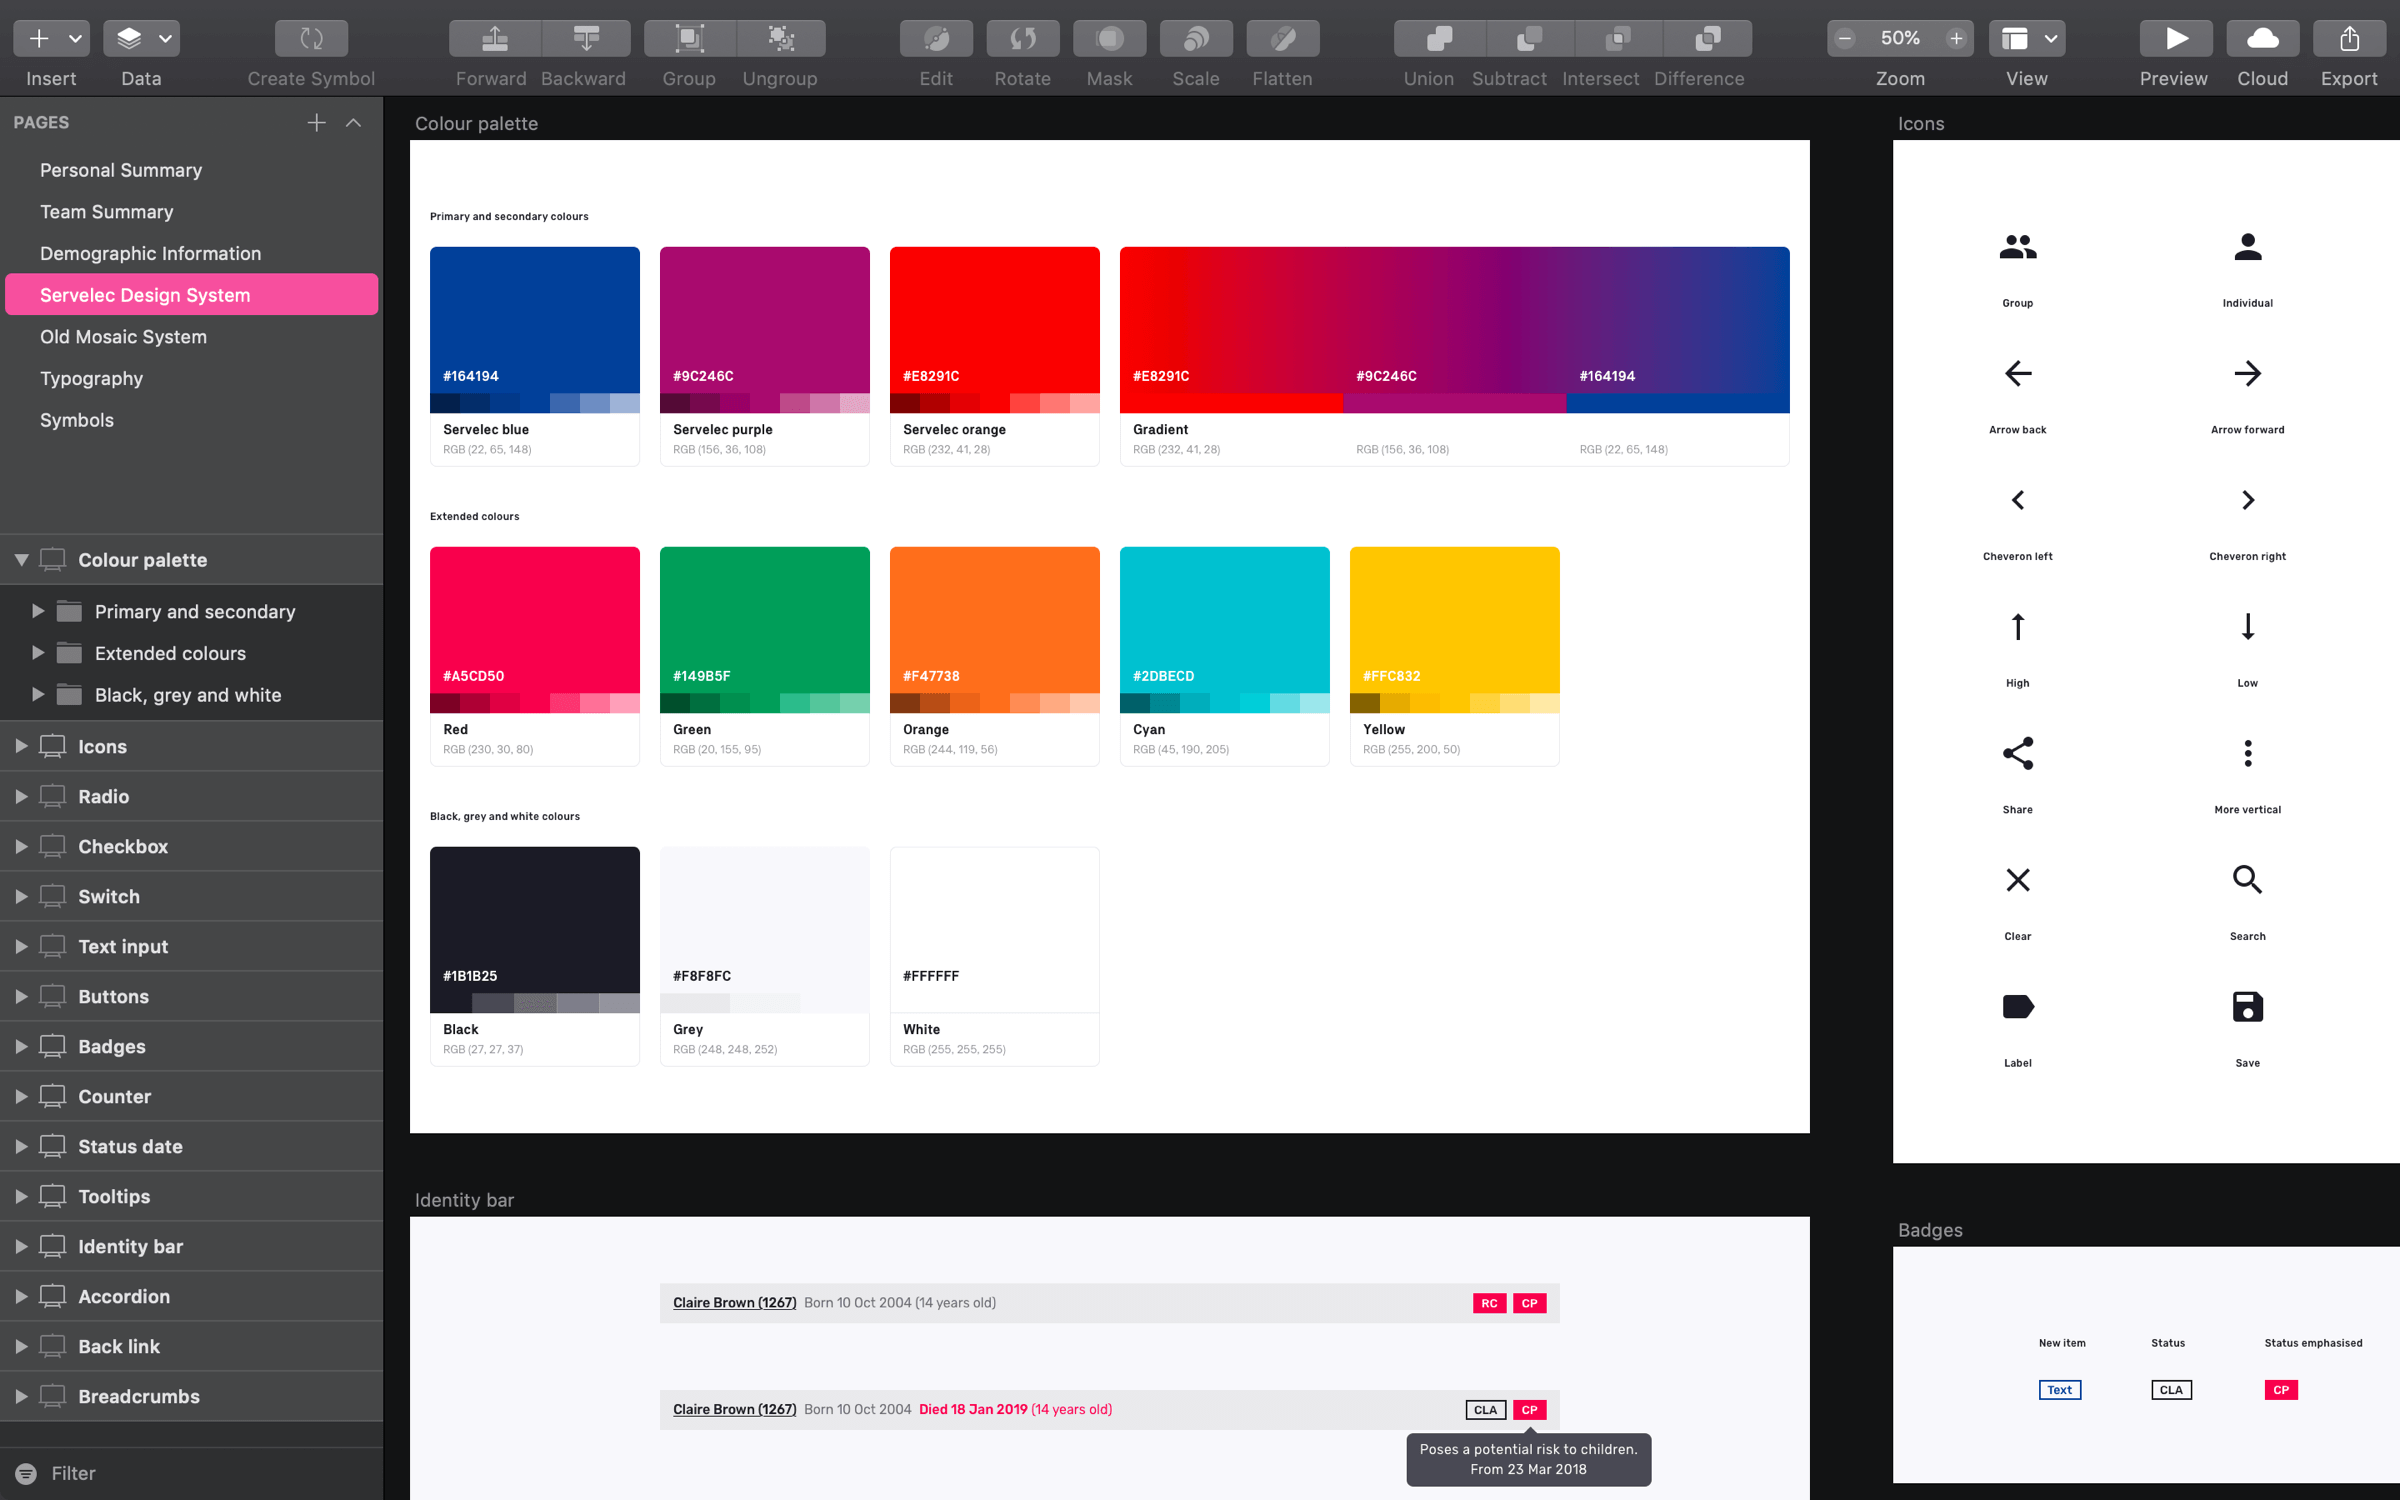 Insert
Data
Create Symbol
Forward
Backward
Group
Ungroup
Edit
Rotate
Mask
Scale
Flatten
Union
Subtract
Intersect
Difference
50%
Zoom
View
Preview
Cloud
Export
PAGES
Personal Summary
Team Summary
Demographic Information
Servelec Design System
Old Mosaic System
Typography
Symbols
Colour palette
Primary and secondary
Extended colours
Black, grey and white
Icons
Radio
Checkbox
Switch
Text input
Buttons
Badges
Counter
Status date
Tooltips
Identity bar
Accordion
Back link
Breadcrumbs
Filter
Colour palette
Primary and secondary colours
#164194
Servelec blue
RGB (22, 65, 148)
#9C246C
Servelec purple
RGB (156, 36, 108)
#E8291C
Servelec orange
RGB (232, 41, 28)
#E8291C
#9C246C
#164194
Gradient
RGB (232, 41, 28)
RGB (156, 36, 108)
RGB (22, 65, 148)
Extended colours
#A5CD50
Red
RGB (230, 30, 80)
#149B5F
Green
RGB (20, 155, 95)
#F47738
Orange
RGB (244, 119, 56)
#2DBECD
Cyan
RGB (45, 190, 205)
#FFC832
Yellow
RGB (255, 200, 50)
Black, grey and white colours
#1B1B25
Black
RGB (27, 27, 37)
#F8F8FC
Grey
RGB (248, 248, 252)
#FFFFFF
White
RGB (255, 255, 255)
Icons
Group
Individual
Arrow back
Arrow forward
Cheveron left
Cheveron right
High
Low
Share
More vertical
Clear
Search
Label
Save
Identity bar
Claire Brown (1267) Born 10 Oct 2004 (14 years old)
RC
CP
Claire Brown (1267) Born 10 Oct 2004 Died 18 Jan 2019 (14 years old)
CLA
CP
Poses a potential risk to children.
From 23 Mar 2018
Badges
New item
Status
Status emphasised
Text
CLA
CP